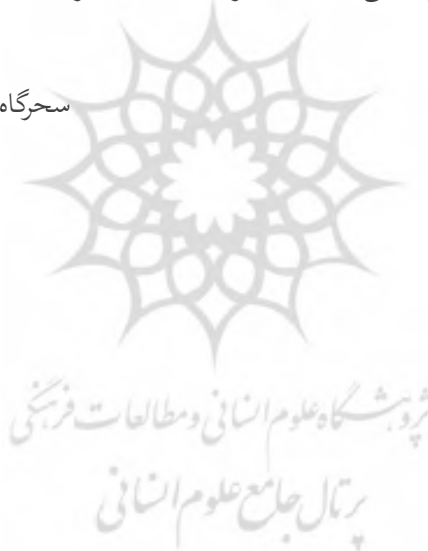 سحرگاه
پژوهشگاه علوم انسانی و مطالعات فرهنگی
پرتال جامع علوم انسانی